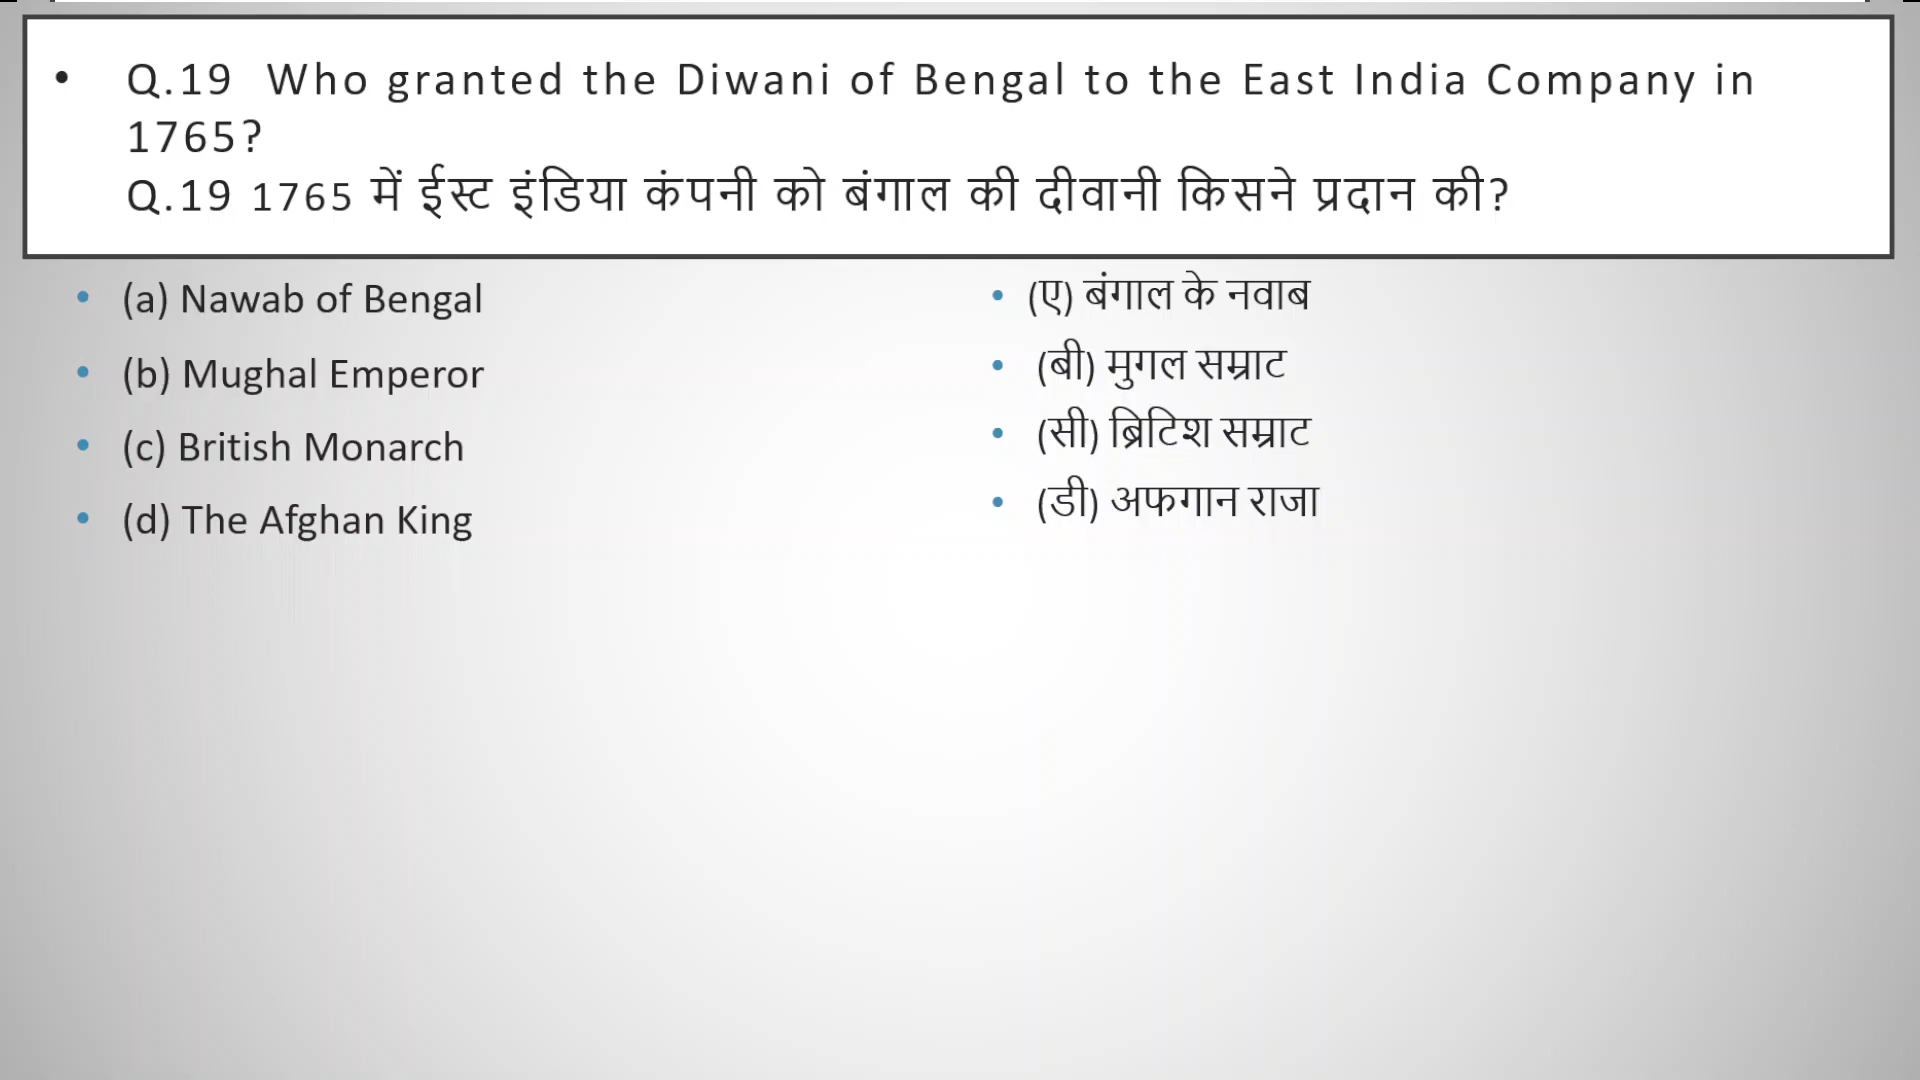 • Q.19 Who granted the Diwani of Bengal to the East India Company in
1765?
Q.19 1765 में ईस्ट इंडिया कंपनी को बंगाल की दीवानी किसने प्रदान की?
• (a) Nawab of Bengal
• (b) Mughal Emperor
• (c) British Monarch
• (d) The Afghan King
• (ए) बंगाल के नवाब
• (बी) मुगल सम्राट
• (सी) ब्रिटिश सम्राट
• (डी) अफगान राजा